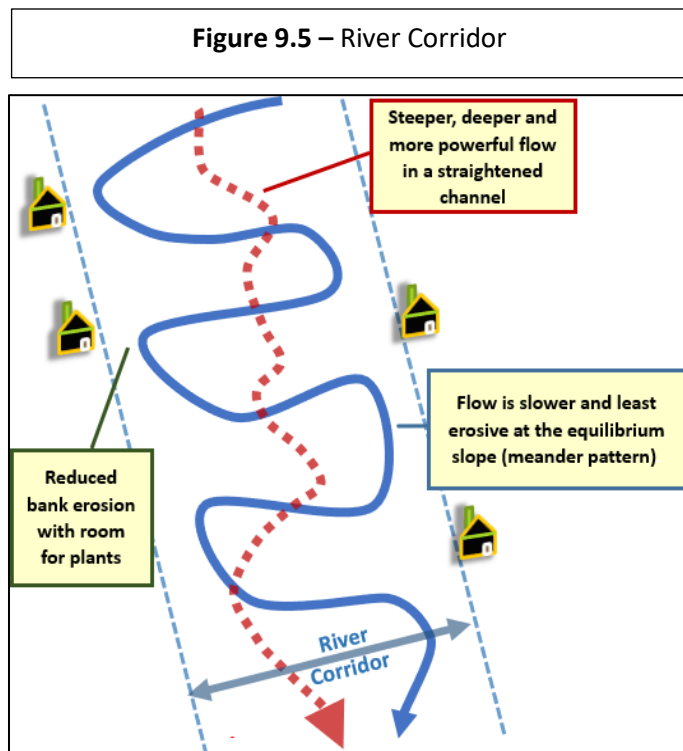 Figure 9.5 – River Corridor
Steeper, deeper and
more powerful flow
in a straightened
channel
Flow is slower and least
erosive at the equilibrium
slope (meander pattern)
Reduced
bank erosion
with room
for plants
River
Corridor